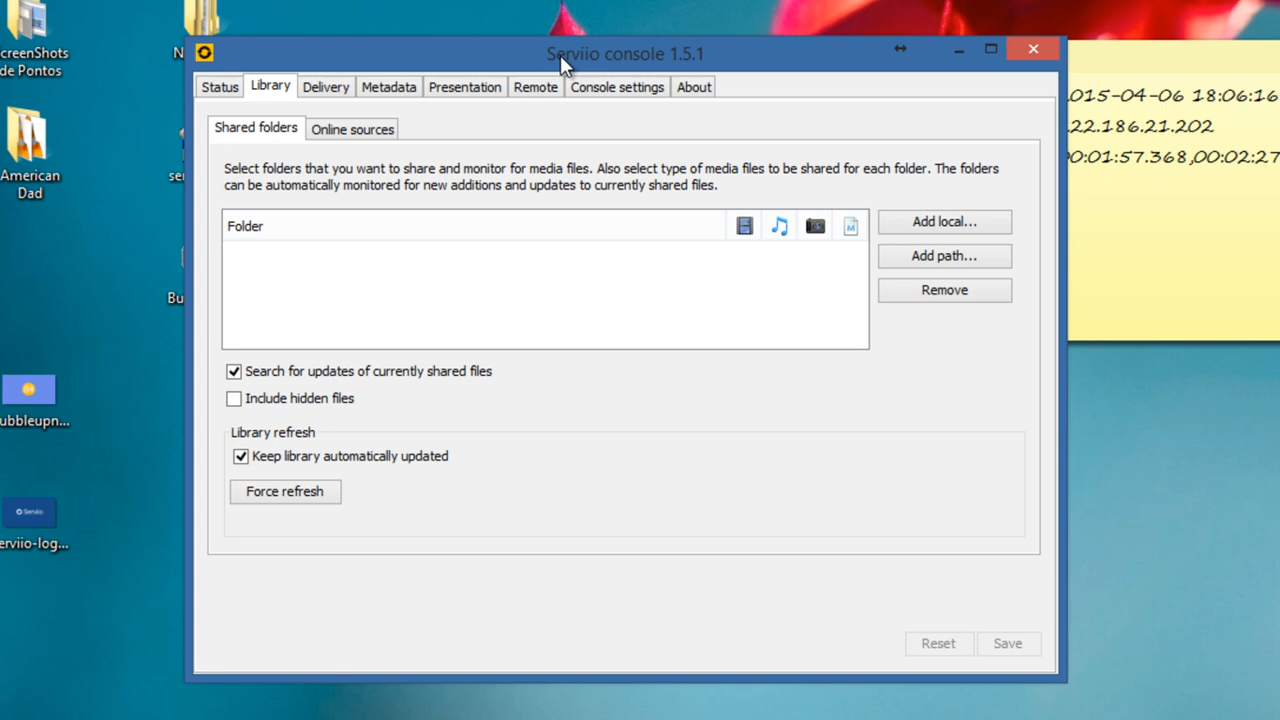 creenShots
de Pontos
N
American
Dad
se
Bu
ubbleupn...
Serviio
erviio-log...
Serviio console 1.5.1
Status Library Delivery Metadata Presentation Remote Console settings About
Shared folders Online sources
Select folders that you want to share and monitor for media files. Also select type of media files to be shared for each folder. The folders
can be automatically monitored for new additions and updates to currently shared files.
Folder
M
Add local...
Add path...
Remove
Search for updates of currently shared files
Include hidden files
Library refresh
Keep library automatically updated
Force refresh
Reset Save
015-04-06 18:06:16
22.186.21.202
00:01:57.368,00:02:27